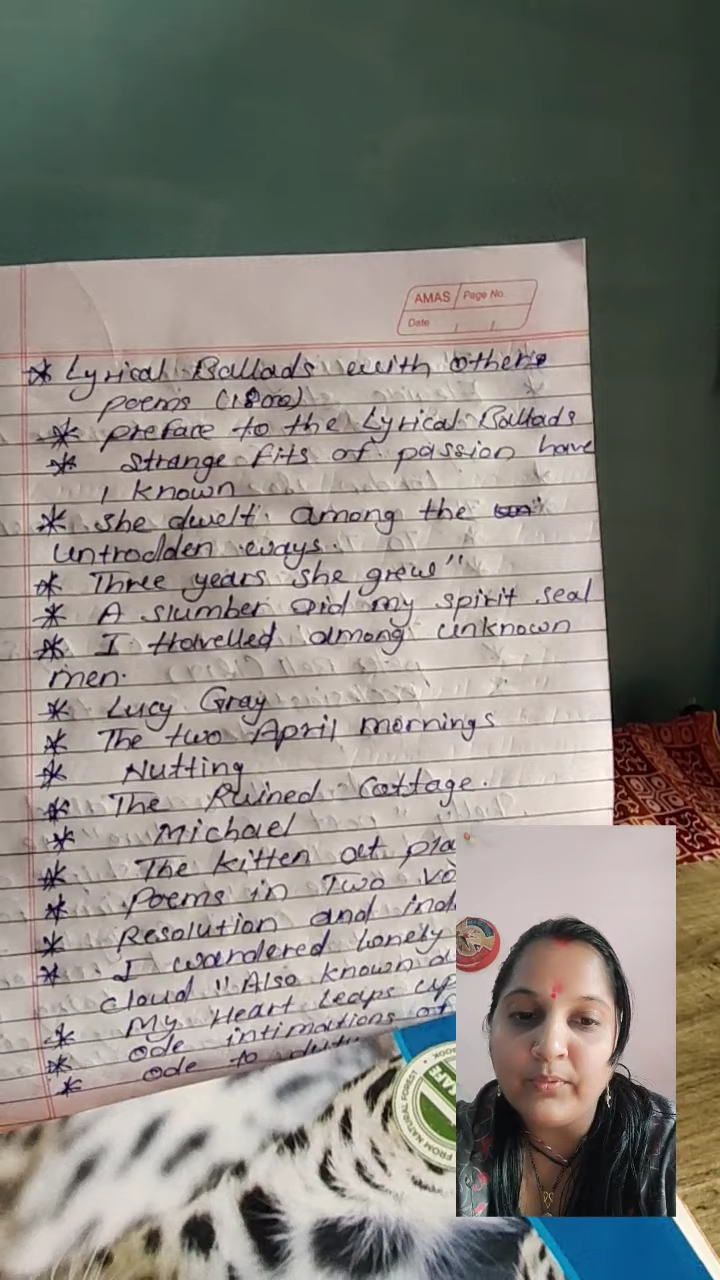 AMAS Page No.
Date
* Lyrical Ballads with others
poems (1800)
* preface to the Lyrical Ballads
* Strange fits of passion have
I known
* She dwelt among the
untrodden ways.
* Three years she grew"
* A slumber did my spirit seal
* I travelled among unknown
men.
* Lucy Gray
* The two April mornings
* Nutting
* The Ruined Cottage.
* Michael
* The kitten at pla
* Poems in Two vo
* Resolution and ind
* I wandered lonely
cloud " Also known a
* My Heart leaps up
* ode intimations of
* ode to duty
FROM NATURAL FOREST